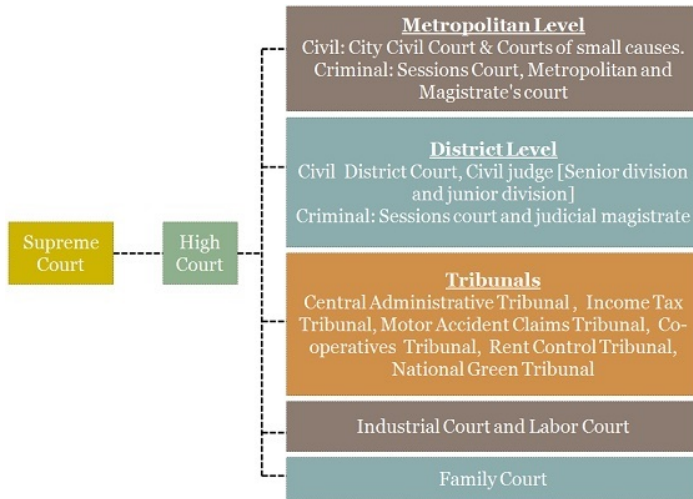 Supreme
Court
High
Court
Metropolitan Level
Civil: City Civil Court & Courts of small causes.
Criminal: Sessions Court, Metropolitan and
Magistrate's court
District Level
Civil District Court, Civil judge [Senior division
and junior division]
Criminal: Sessions court and judicial magistrate
Tribunals
Central Administrative Tribunal , Income Tax
Tribunal, Motor Accident Claims Tribunal, Co-
operatives Tribunal, Rent Control Tribunal,
National Green Tribunal
Industrial Court and Labor Court
Family Court